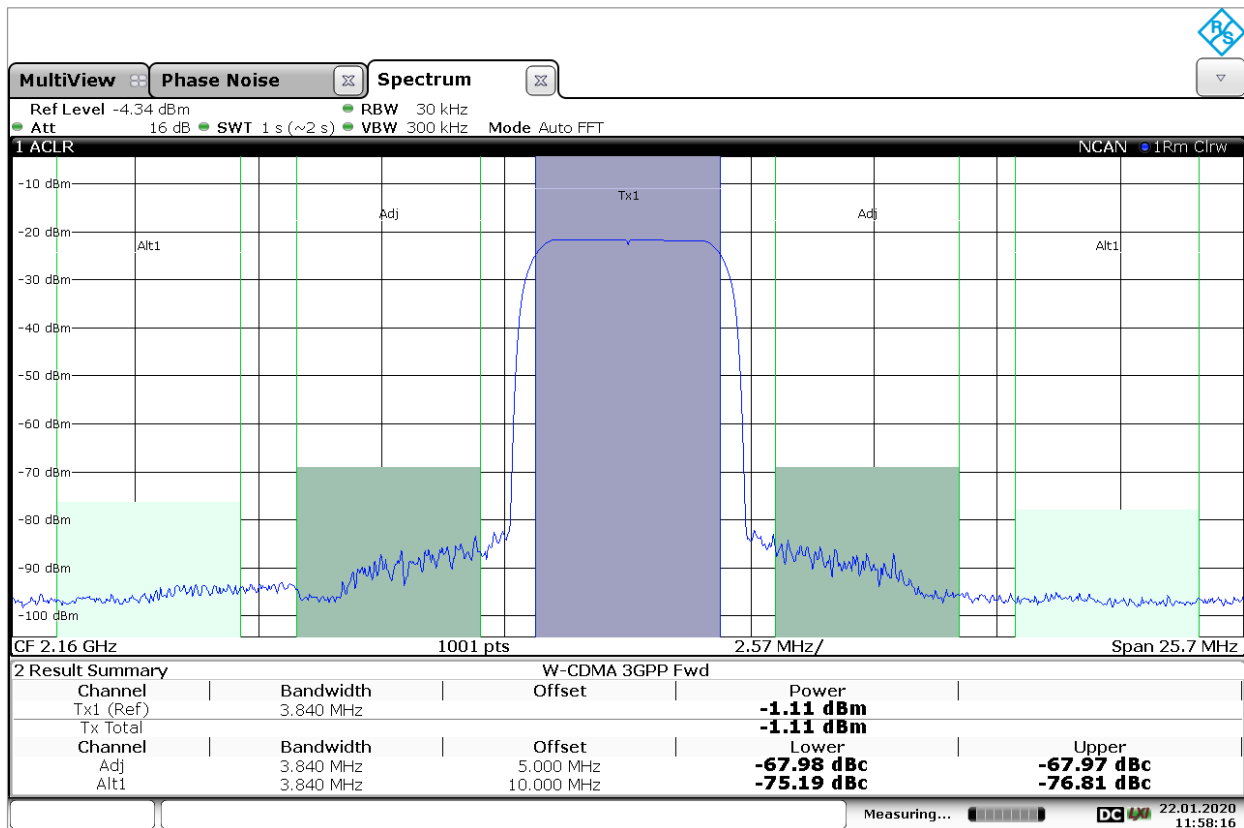 R&S
MultiView Phase Noise Spectrum
Ref Level -4.34 dBm RBW 30 kHz
Att 16 dB SWT 1 s (~2 s) VBW 300 kHz Mode Auto FFT
1 ACLR NCAN 1Rm Clrw
-10 dBm
Tx1
Adj Adj
-20 dBm
Alt1 Alt1
-30 dBm
-40 dBm
-50 dBm
-60 dBm
-70 dBm
-80 dBm
-90 dBm
-100 dBm
CF 2.16 GHz 1001 pts 2.57 MHz/ Span 25.7 MHz
2 Result Summary W-CDMA 3GPP Fwd
Channel Bandwidth Offset Power
Tx1 (Ref) 3.840 MHz -1.11 dBm
Tx Total -1.11 dBm
Channel Bandwidth Offset Lower Upper
Adj 3.840 MHz 5.000 MHz -67.98 dBc -67.97 dBc
Alt1 3.840 MHz 10.000 MHz -75.19 dBc -76.81 dBc
Measuring... DC LXI 22.01.2020
11:58:16